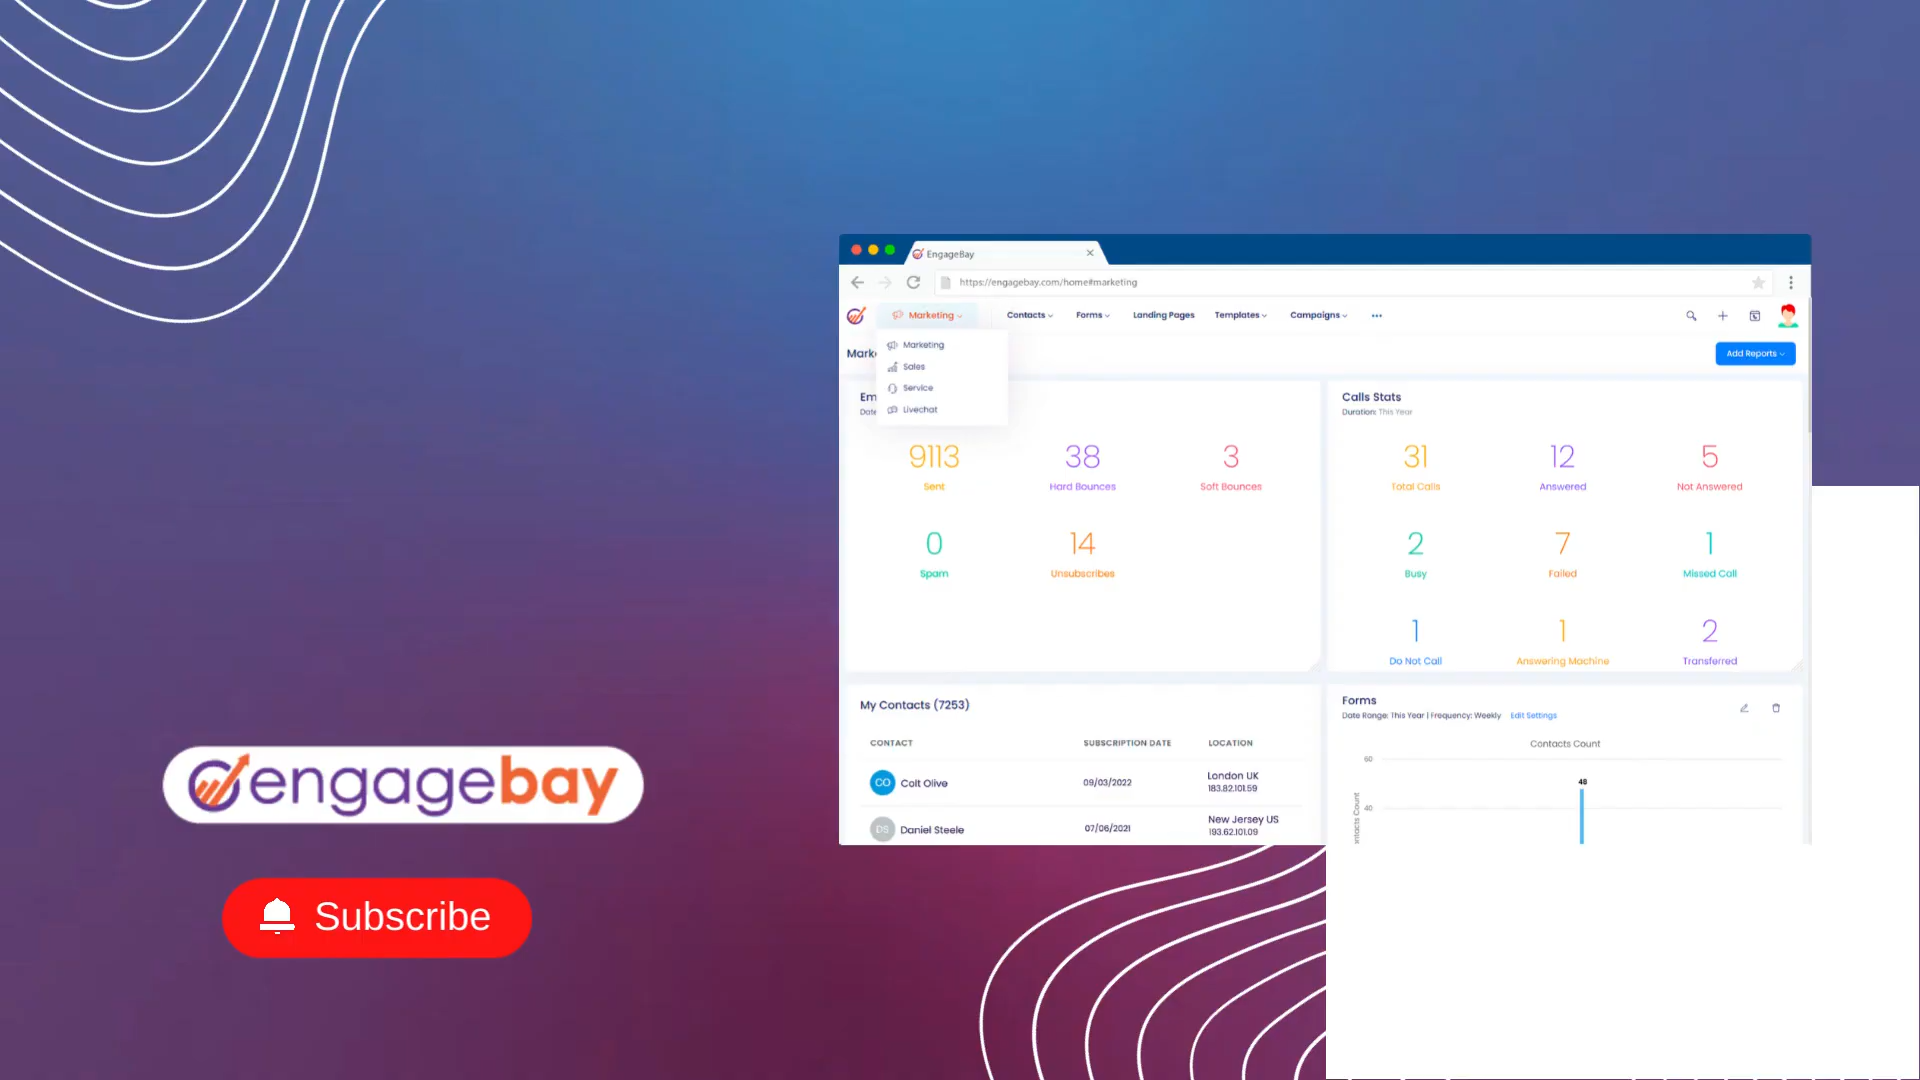 EngageBay
https://engagebay.com/home#marketing
Marketing
Contacts
Forms
Landing Pages
Templates
Campaigns
Mark
Add Reports
Marketing
Sales
Service
Livechat
Em
Date
9113
Sent
38
Hard Bounces
3
Soft Bounces
0
Spam
14
Unsubscribes
Calls Stats
Duration: This Year
31
Total Calls
12
Answered
5
Not Answered
2
Busy
7
Failed
1
Missed Call
1
Do Not Call
1
Answering Machine
2
Transferred
My Contacts (7253)
CONTACT SUBSCRIPTION DATE LOCATION
CO Colt Olive 09/03/2022 London UK
183.82.101.59
DS Daniel Steele 07/06/2021 New Jersey US
193.62.101.09
Forms
Date Range: This Year | Frequency: Weekly Edit Settings
Contacts Count
60
48
40
ntacts Count
engagebay
Subscribe